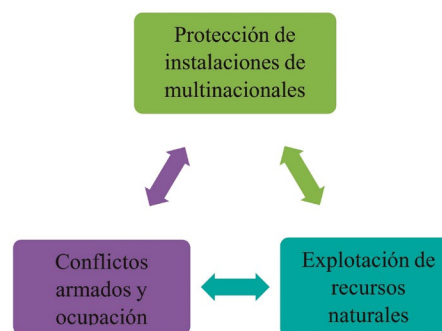 Protección de
instalaciones de
multinacionales
Conflictos
armados y
ocupación
Explotación de
recursos
naturales